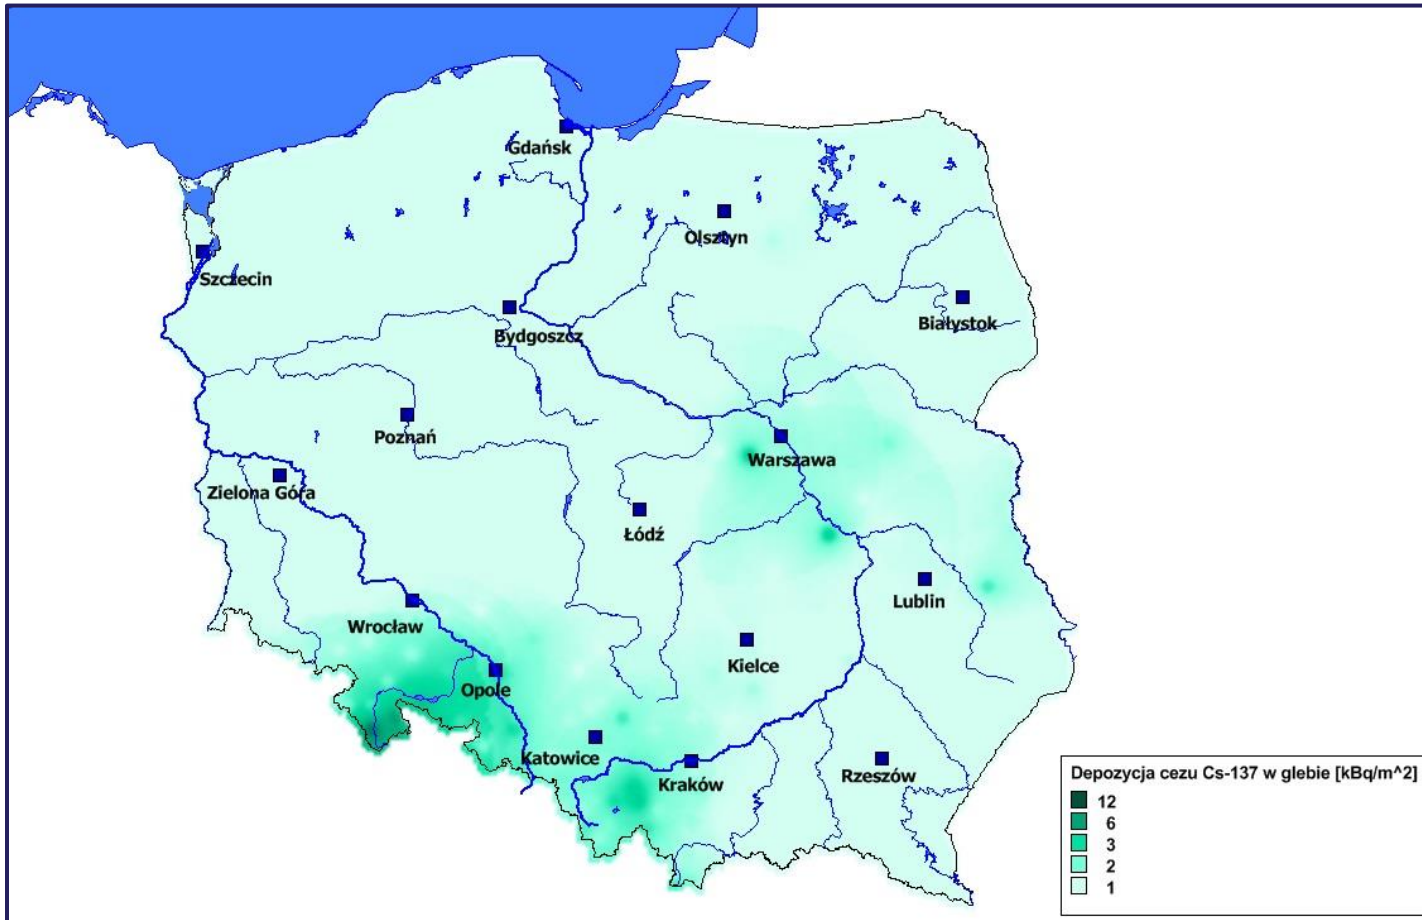 Gdańsk
Olsztyn
Szczecin
Białystok
Bydgoszcz
Poznań
Warszawa
Zielona Góra
Łódź
Lublin
Wrocław
Kielce
Opole
Katowice
Kraków
Rzeszów
Depozycja cezu Cs-137 w glebie [kBq/m^2]
12
6
3
2
1